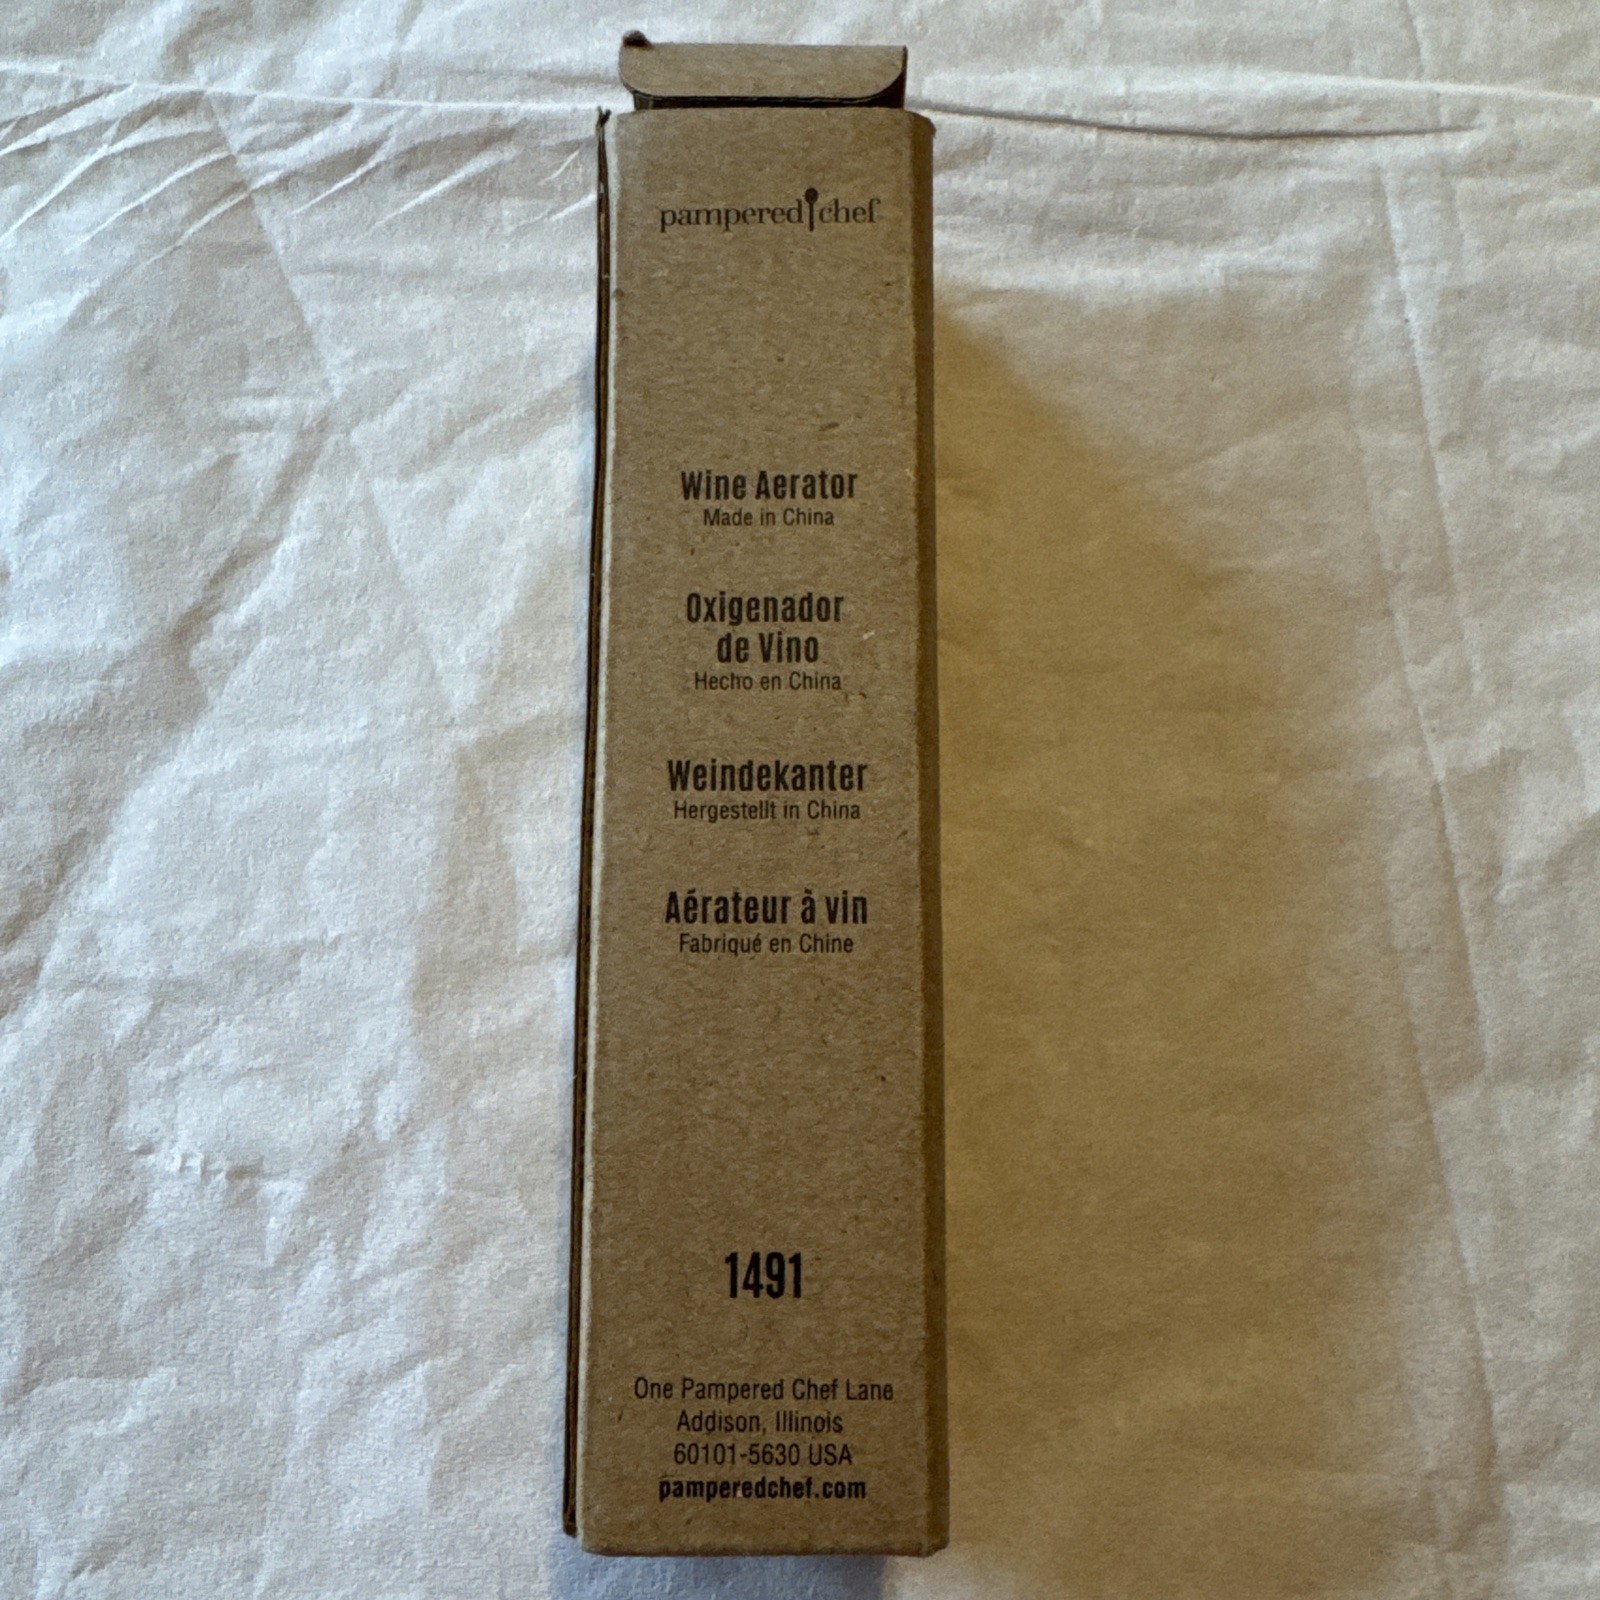 pampered chef
Wine Aerator
Made in China
Oxigenador
de Vino
Hecho en China
Weindekanter
Hergestellt in China
Aérateur à vin
Fabriqué en Chine
1491
One Pampered Chef Lane
Addison, Illinois
60101-5630 USA
pamperedchef.com